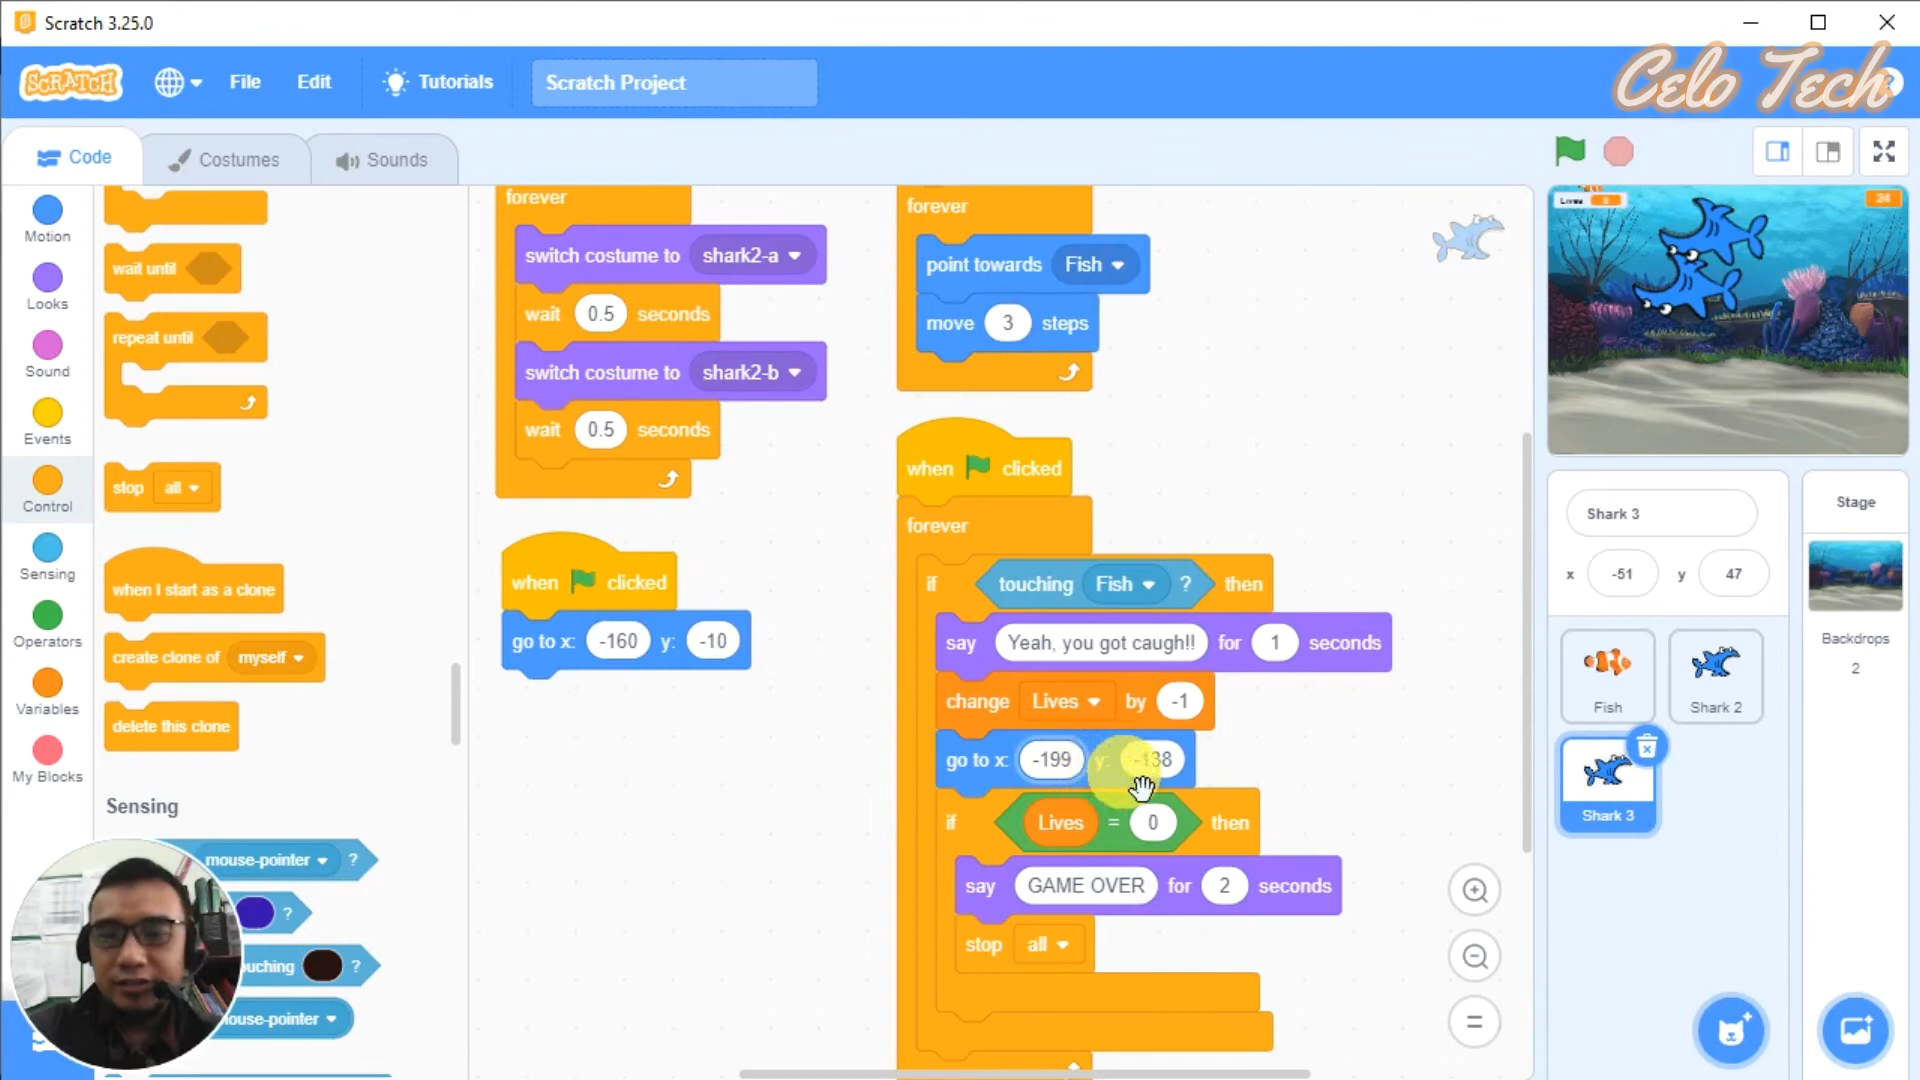 Scratch 3.25.0
SCRATCH File Edit Tutorials Scratch Project
Celo Tech
Code Costumes Sounds
Motion
Looks
Sound
Events
Control
Sensing
Operators
Variables
My Blocks
wait until
repeat until
stop all
when I start as a clone
create clone of myself
delete this clone
Sensing
mouse-pointer ?
?
?
forever
switch costume to shark2-a
wait 0.5 seconds
switch costume to shark2-b
wait 0.5 seconds
when clicked
go to x: -160 y: -10
forever
point towards Fish
move 3 steps
when clicked
forever
if touching Fish ? then
say Yeah, you got caugh!! for 1 seconds
change Lives by -1
go to x: -199 y: -138
if Lives = 0 then
say GAME OVER for 2 seconds
stop all
Lives
24
Shark 3
x -51 y 47
Fish
Shark 2
Shark 3
Stage
Backdrops
2